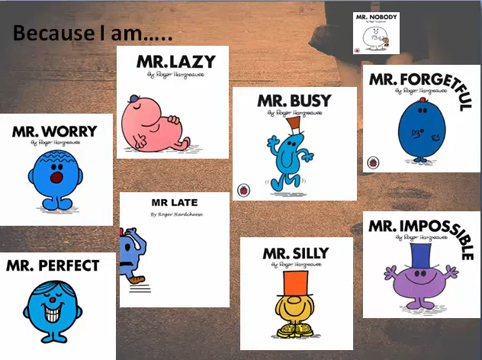 Because I am.....
MR. NOBODY
MR. LAZY
By Roger Hargreaves
MR. BUSY
By Roger Hargreaves
MR. FORGETFUL
By Roger Hargreaves
MR. WORRY
By Roger Hargreaves
MR LATE
By Roger Hardcheese
MR. PERFECT
MR. SILLY
By Roger Hargreaves
MR. IMPOSSIBLE
By Roger Hargreaves